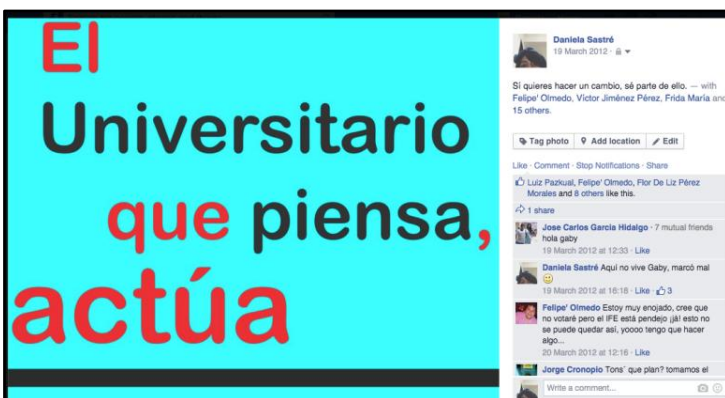 El
Universitario
que piensa,
actúa
Daniela Sastré
19 March 2012 ·
Si quieres hacer un cambio, sé parte de ello. — with
Felipe' Olmedo, Víctor Jiménez Pérez, Frida María and
15 others.
Tag photo Add location Edit
Like · Comment · Stop Notifications · Share
Luiz Pazkual, Felipe' Olmedo, Flor De Liz Pérez
Morales and 8 others like this.
1 share
Jose Carlos Garcia Hidalgo · 7 mutual friends
hola gaby
19 March 2012 at 12:33 · Like
Daniela Sastré Aqui no vive Gaby, marcó mal
19 March 2012 at 16:16 · Like · 3
Felipe' Olmedo Estoy muy enojado, cree que
no votaré pero el IFE está pendejo ¡já! esto no
se puede quedar así, yoooo tengo que hacer
algo...
20 March 2012 at 12:16 · Like
Jorge Cronopio Tons´ que plan? tomamos el
Write a comment...